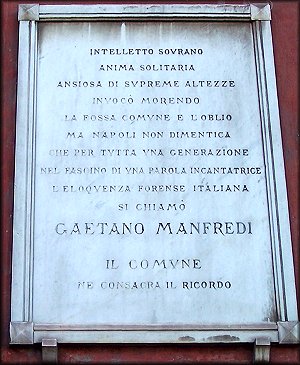 INTELLETTO SOVRANO
ANIMA SOLITARIA
ANSIOSA DI SVPREME ALTEZZE
INVOCÒ MORENDO
LA FOSSA COMVNE E L'OBLIO
MA NAPOLI NON DIMENTICA
CHE PER TVTTA VNA GENERAZIONE
NEL FASCINO DI VNA PAROLA INCANTATRICE
L'ELOQVENZA FORENSE ITALIANA
SI CHIAMÒ
GAETANO MANFREDI
IL COMVNE
NE CONSACRA IL RICORDO